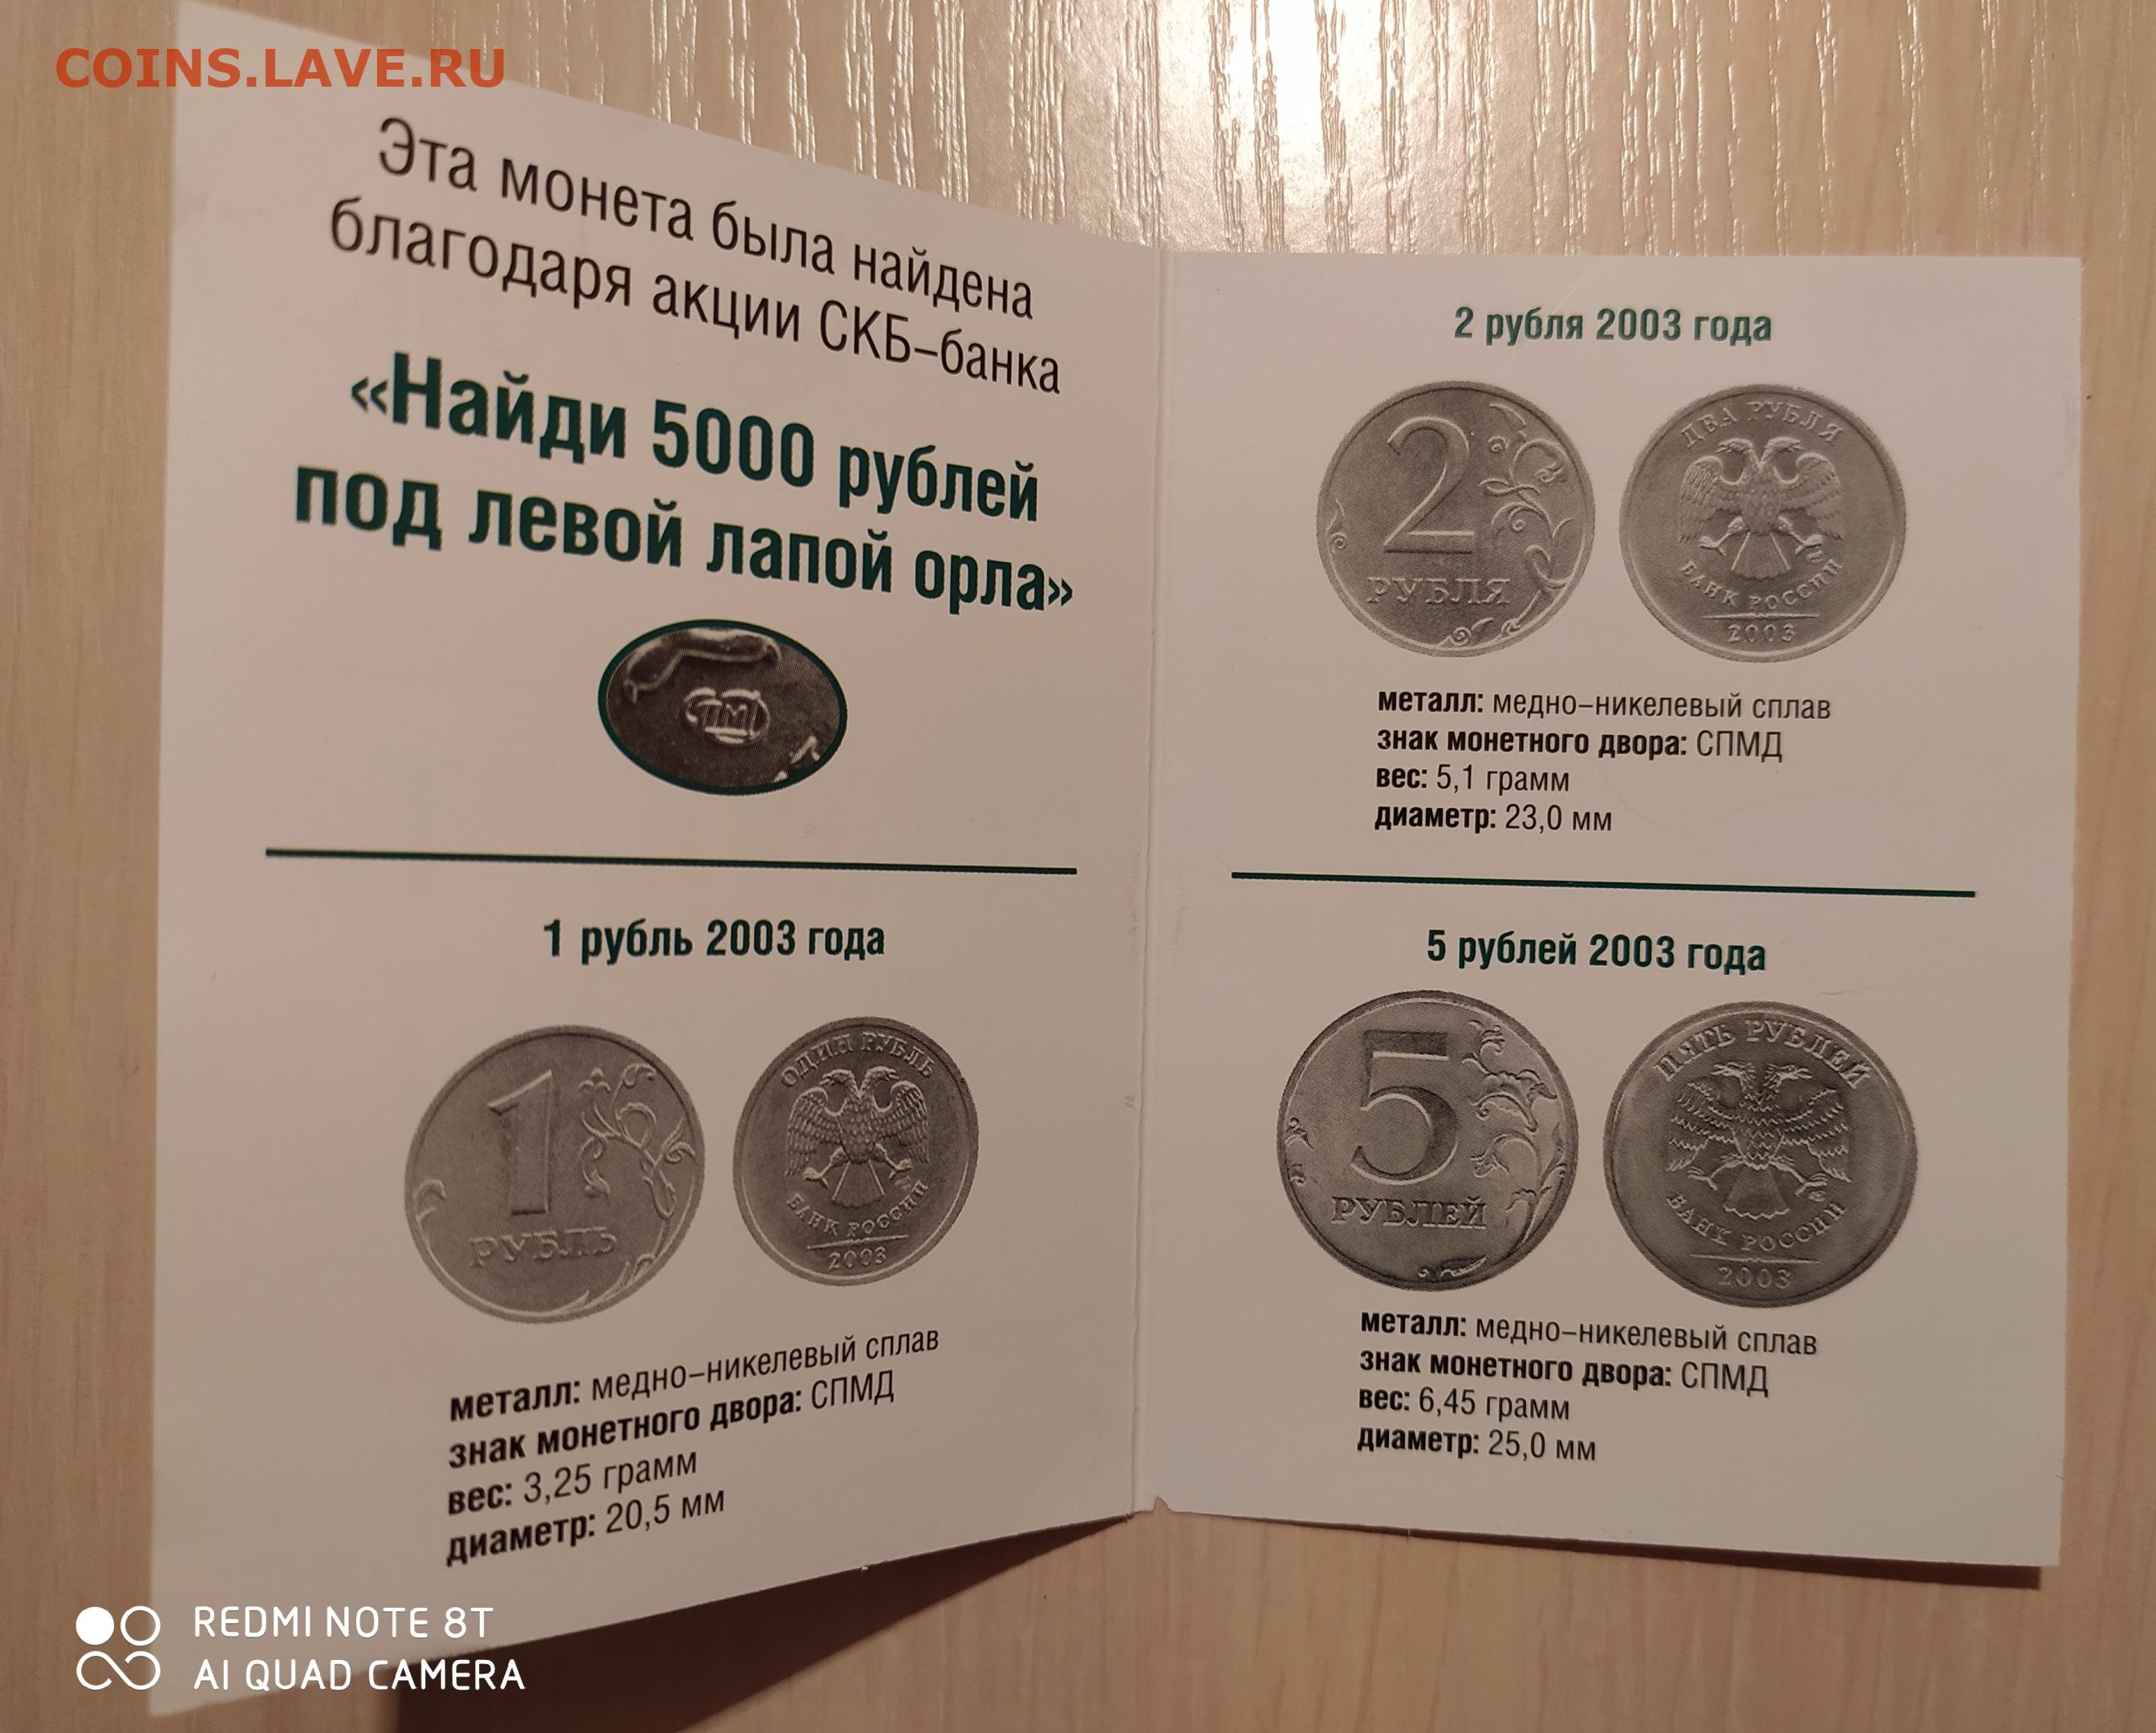 COINS.LAVE.RU
Эта монета была найдена
благодаря акции СКБ–банка
«Найди 5000 рублей
под левой лапой орла»
1 рубль 2003 года
1
РУБЛЬ
ОДИН РУБЛЬ
БАНК РОССИИ
2003
металл: медно–никелевый сплав
знак монетного двора: СПМД
вес: 3,25 грамм
диаметр: 20,5 мм
2 рубля 2003 года
2
РУБЛЯ
ДВА РУБЛЯ
БАНК РОССИИ
2003
металл: медно–никелевый сплав
знак монетного двора: СПМД
вес: 5,1 грамм
диаметр: 23,0 мм
5 рублей 2003 года
5
РУБЛЕЙ
ПЯТЬ РУБЛЕЙ
БАНК РОССИИ
2003
металл: медно–никелевый сплав
знак монетного двора: СПМД
вес: 6,45 грамм
диаметр: 25,0 мм
REDMI NOTE 8T
AI QUAD CAMERA